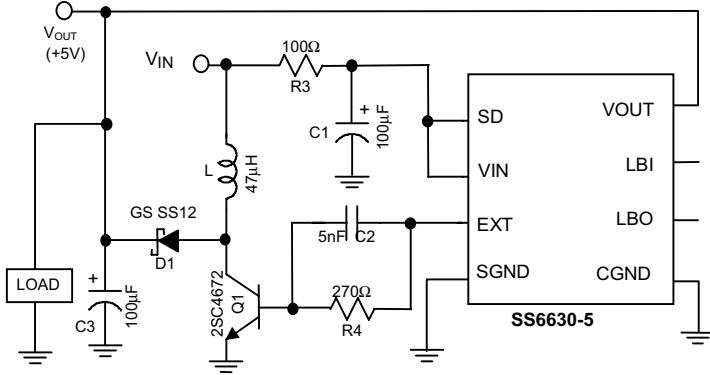 VOUT
(+5V)
VIN
100Ω
R3
+
C1
100µF
L
47µH
GS SS12
D1
5nF C2
270Ω
R4
2SC4672
Q1
LOAD
+
C3
100µF
SD
VIN
EXT
SGND
VOUT
LBI
LBO
CGND
SS6630-5